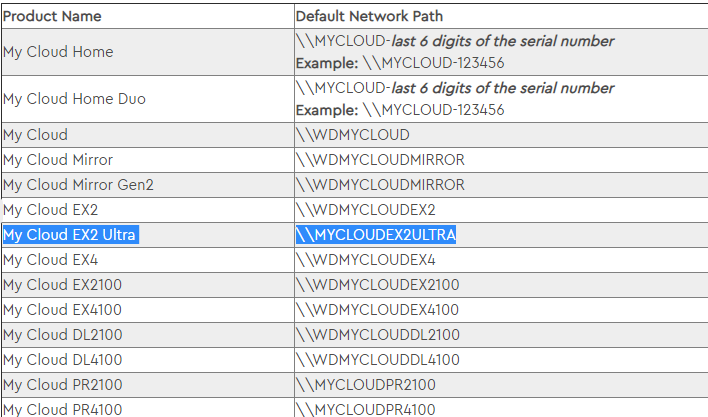 Product Name Default Network Path
My Cloud Home \\MYCLOUD-last 6 digits of the serial number
Example: \\MYCLOUD-123456
My Cloud Home Duo \\MYCLOUD-last 6 digits of the serial number
Example: \\MYCLOUD-123456
My Cloud \\WDMYCLOUD
My Cloud Mirror \\WDMYCLOUDMIRROR
My Cloud Mirror Gen2 \\WDMYCLOUDMIRROR
My Cloud EX2 \\WDMYCLOUDEX2
My Cloud EX2 Ultra \\MYCLOUDEX2ULTRA
My Cloud EX4 \\WDMYCLOUDEX4
My Cloud EX2100 \\WDMYCLOUDEX2100
My Cloud EX4100 \\WDMYCLOUDEX4100
My Cloud DL2100 \\WDMYCLOUDDL2100
My Cloud DL4100 \\WDMYCLOUDDL4100
My Cloud PR2100 \\MYCLOUDPR2100
My Cloud PR4100 \\MYCLOUDPR4100